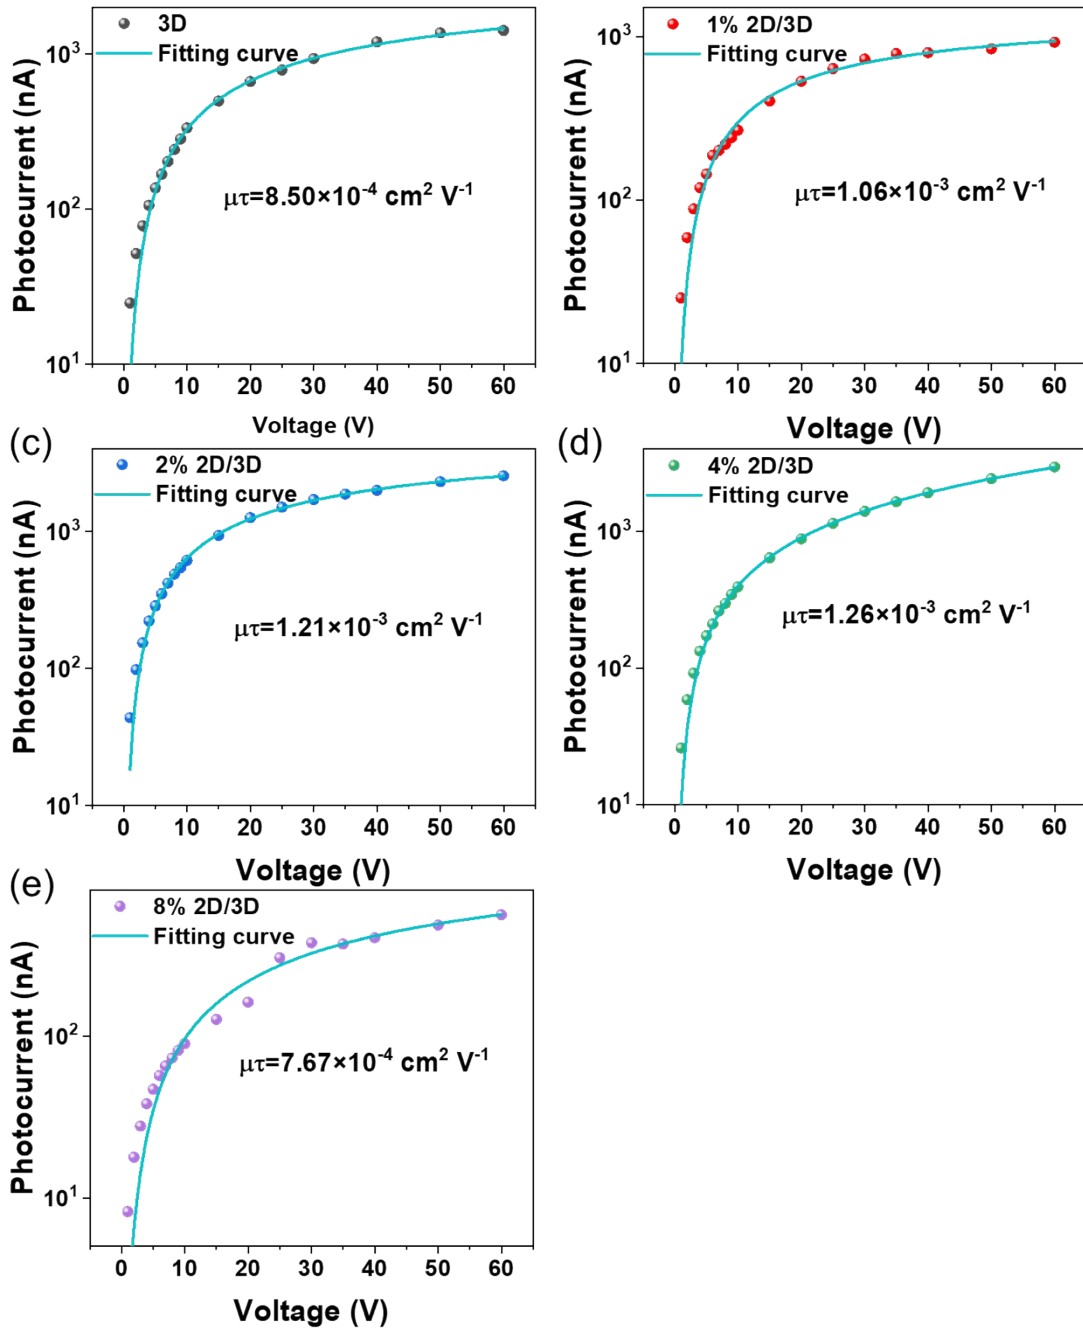 3D
Fitting curve
μτ=8.50×10⁻⁴ cm² V⁻¹
Photocurrent (nA)
10³
10²
10¹
0 10 20 30 40 50 60
Voltage (V)
1% 2D/3D
Fitting curve
μτ=1.06×10⁻³ cm² V⁻¹
Photocurrent (nA)
10³
10²
10¹
0 10 20 30 40 50 60
Voltage (V)
(c)
2% 2D/3D
Fitting curve
μτ=1.21×10⁻³ cm² V⁻¹
Photocurrent (nA)
10³
10²
10¹
0 10 20 30 40 50 60
Voltage (V)
(d)
4% 2D/3D
Fitting curve
μτ=1.26×10⁻³ cm² V⁻¹
Photocurrent (nA)
10³
10²
10¹
0 10 20 30 40 50 60
Voltage (V)
(e)
8% 2D/3D
Fitting curve
μτ=7.67×10⁻⁴ cm² V⁻¹
Photocurrent (nA)
10²
10¹
0 10 20 30 40 50 60
Voltage (V)